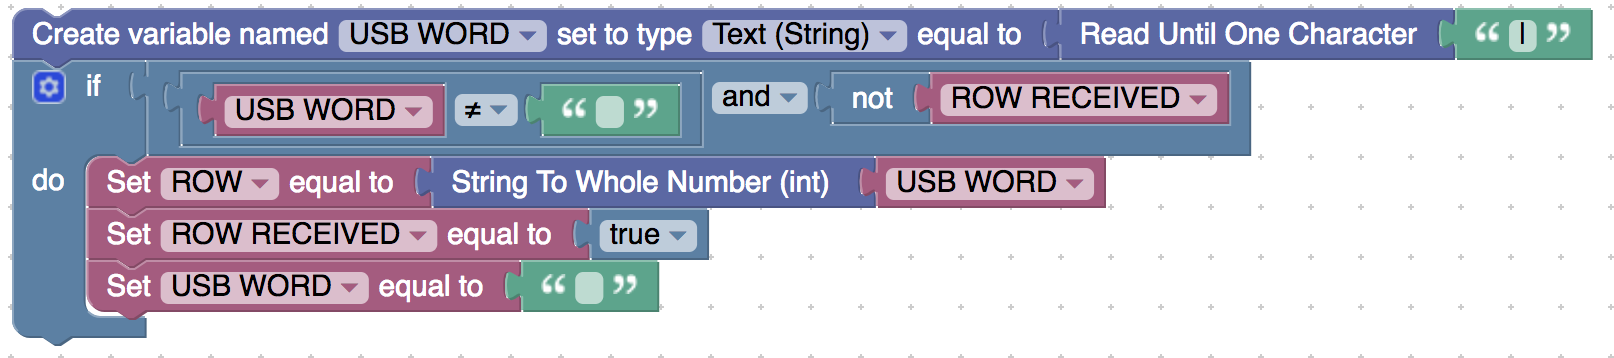 Create variable named USB WORD set to type Text (String) equal to Read Until One Character “ | ”
if USB WORD ≠ “ ” and not ROW RECEIVED
do Set ROW equal to String To Whole Number (int) USB WORD
Set ROW RECEIVED equal to true
Set USB WORD equal to “ ”